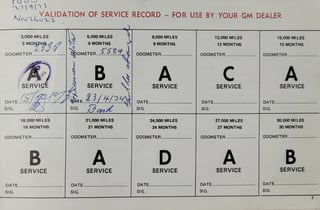 VALIDATION OF SERVICE RECORD - FOR USE BY YOUR GM DEALER
3,000 MILES 6,000 MILES 9,000 MILES 12,000 MILES 15,000 MILES
3 MONTHS 6 MONTHS 9 MONTHS 12 MONTHS 15 MONTHS
ODOMETER ODOMETER 5584 ODOMETER ODOMETER ODOMETER
A B A C A
SERVICE SERVICE SERVICE SERVICE SERVICE
DATE DATE 23/4/74 DATE DATE DATE
SIG. SIG. SIG. SIG. SIG.
18,000 MILES 21,000 MILES 24,000 MILES 27,000 MILES 30,000 MILES
18 MONTHS 21 MONTHS 24 MONTHS 27 MONTHS 30 MONTHS
ODOMETER ODOMETER ODOMETER ODOMETER ODOMETER
B A D A B
SERVICE SERVICE SERVICE SERVICE SERVICE
DATE DATE DATE DATE DATE
SIG. SIG. SIG. SIG. SIG.